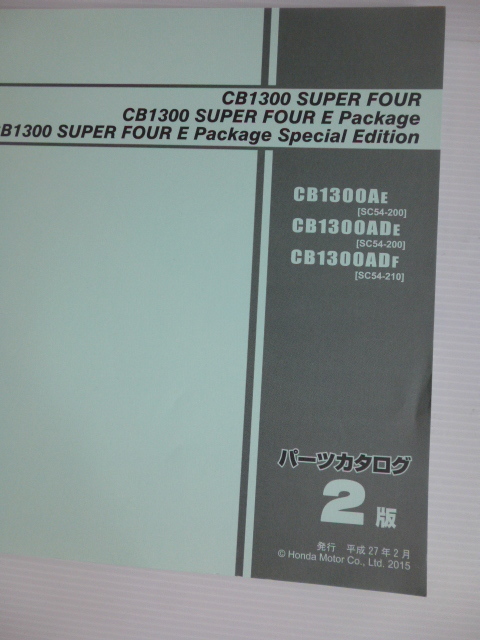 CB1300 SUPER FOUR
CB1300 SUPER FOUR E Package
B1300 SUPER FOUR E Package Special Edition
CB1300AE
[SC54-200]
CB1300ADE
[SC54-200]
CB1300ADF
[SC54-210]
パーツカタログ
2版
発行 平成27年2月
© Honda Motor Co., Ltd. 2015